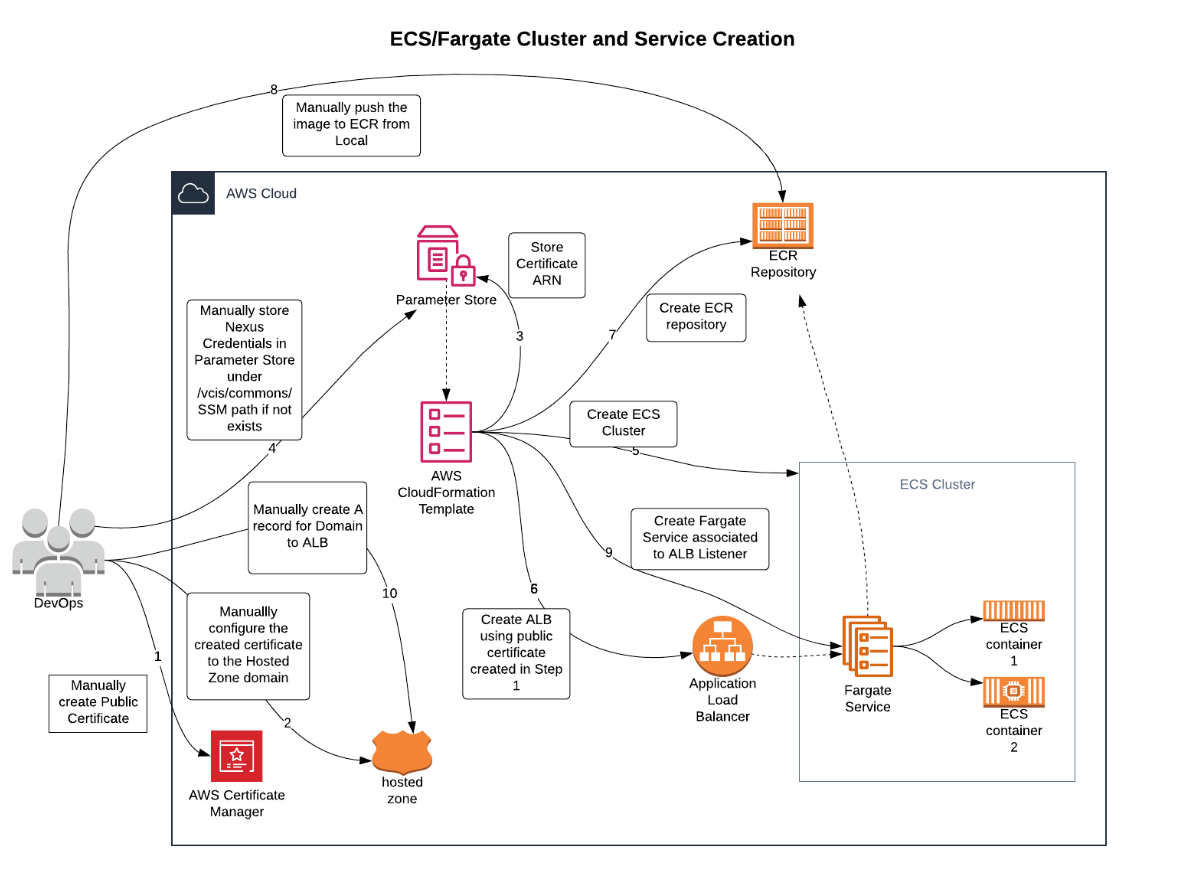 ECS/Fargate Cluster and Service Creation
8
Manually push the
image to ECR from
Local
AWS Cloud
ECR
Repository
Store
Certificate
ARN
Parameter Store
3
Create ECR
repository
7
Manually store
Nexus
Credentials in
Parameter Store
under
/vcis/commons/
SSM path if not
exists
4
Create ECS
Cluster
5
AWS
CloudFormation
Template
ECS Cluster
Manually create A
record for Domain
to ALB
10
Create Fargate
Service associated
to ALB Listener
9
DevOps
6
Create ALB
using public
certificate
created in Step
1
Manuallly
configure the
created certificate
to the Hosted
Zone domain
2
1
Manually
create Public
Certificate
Application
Load
Balancer
Fargate
Service
ECS
container
1
ECS
container
2
hosted
zone
AWS Certificate
Manager